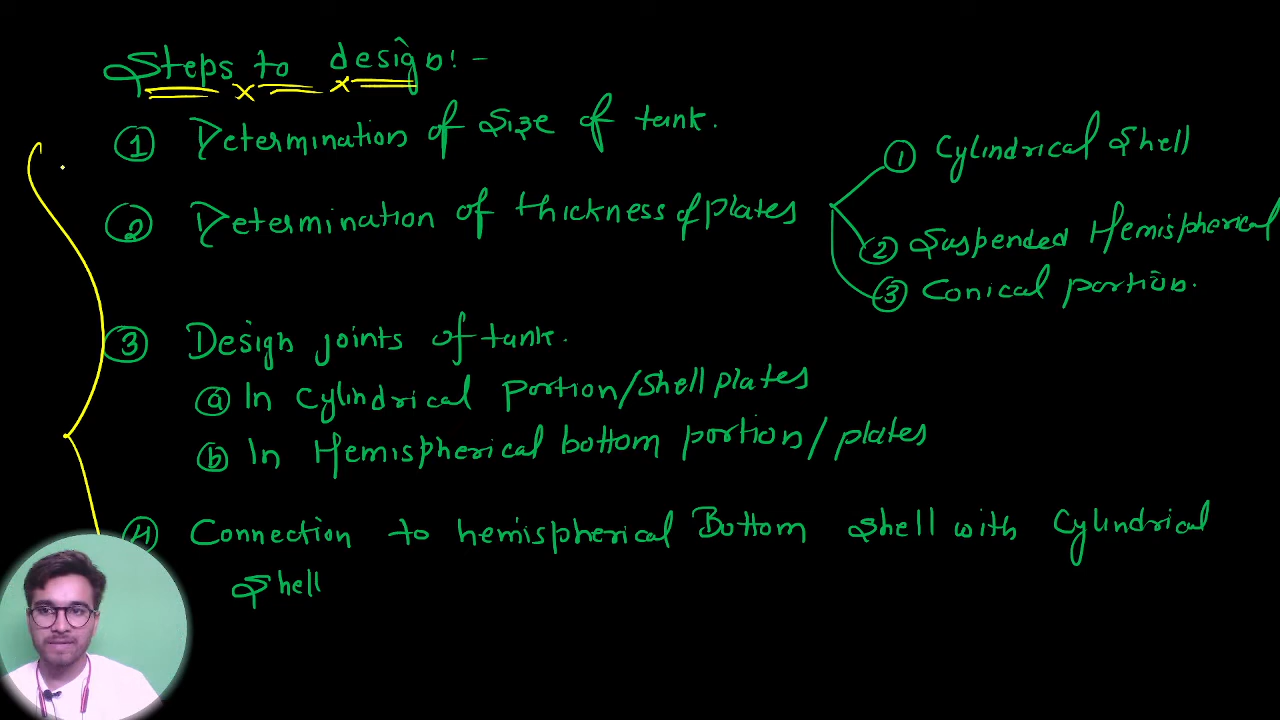 Steps to design:-
① Determination of Size of tank.
② Determination of thickness of plates
① Cylindrical Shell
② Suspended Hemispherical
③ Conical portion.
③ Design joints of tank.
ⓐ In Cylindrical Portion/Shell plates
ⓑ In Hemispherical bottom portion/plates
④ Connection to hemispherical Bottom Shell with Cylindrical
Shell